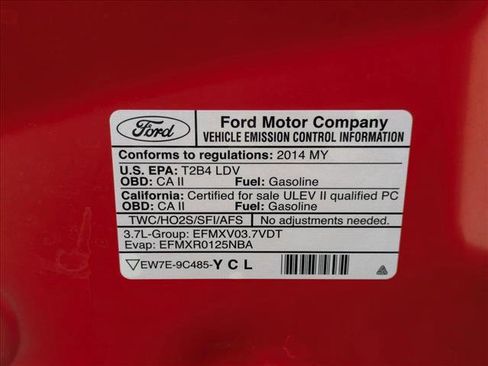 Ford
Ford Motor Company
VEHICLE EMISSION CONTROL INFORMATION
Conforms to regulations: 2014 MY
U.S. EPA: T2B4 LDV
OBD: CA II Fuel: Gasoline
California: Certified for sale ULEV II qualified PC
OBD: CA II Fuel: Gasoline
TWC/HO2S/SFI/AFS No adjustments needed.
3.7L-Group: EFMXV03.7VDT
Evap: EFMXR0125NBA
EW7E-9C485-Y C L